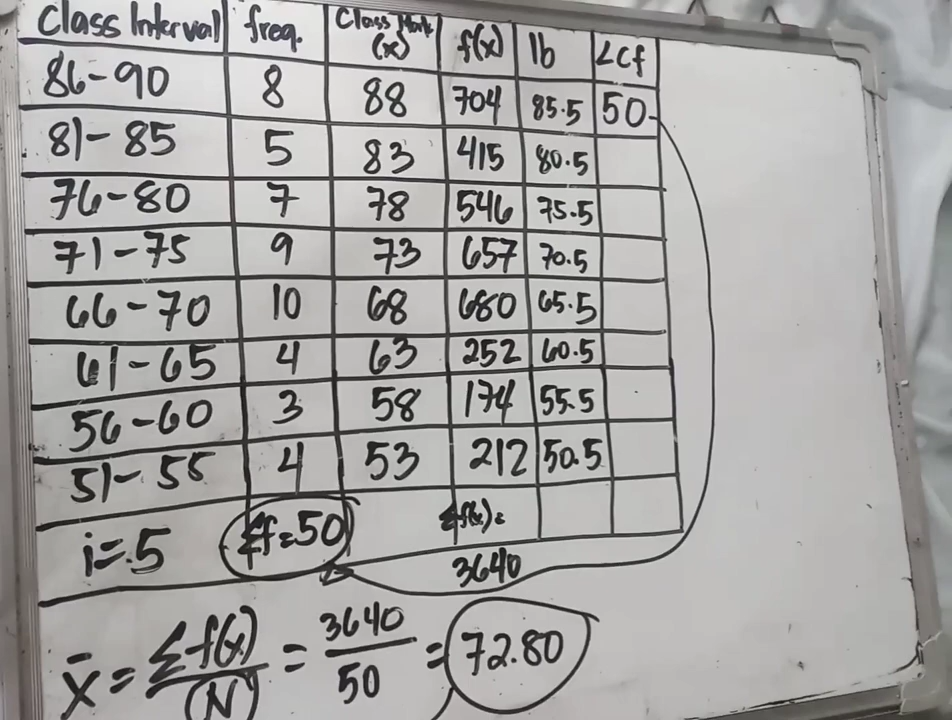 Class Interval freq. Class Mark (x) f(x) lb <cf
86-90 8 88 704 85.5 50
81-85 5 83 415 80.5
76-80 7 78 546 75.5
71-75 9 73 657 70.5
66-70 10 68 680 65.5
61-65 4 63 252 60.5
56-60 3 58 174 55.5
51-55 4 53 212 50.5
i=.5 Σf=50 Σf(x)=
3640
x̄ = Σf(x)/(N) = 3640/50 = 72.80